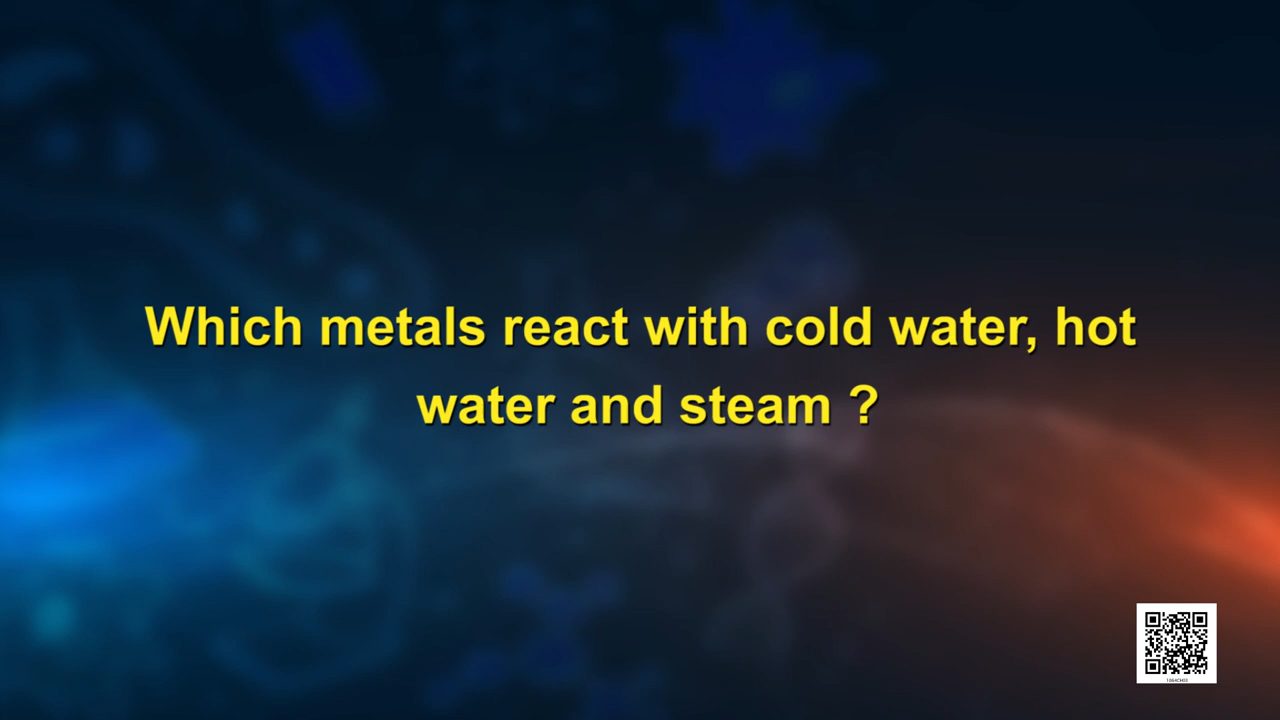 Which metals react with cold water, hot
water and steam ?